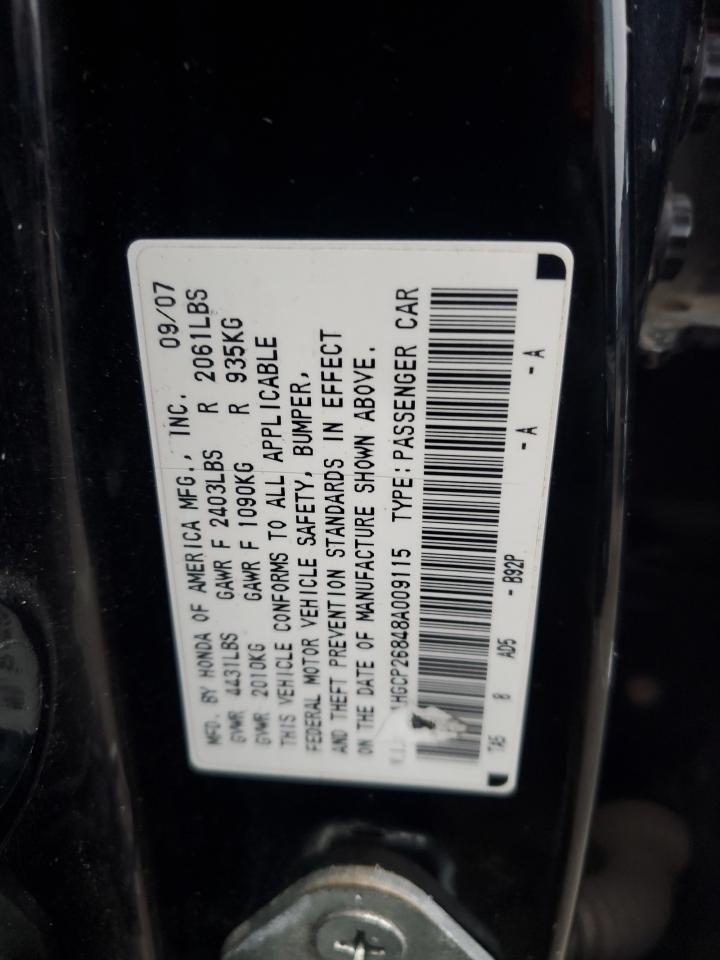 MFD. BY HONDA OF AMERICA MFG., INC. 09/07
GVWR 4431LBS GAWR F 2403LBS R 2061LBS
GVWR 2010KG GAWR F 1090KG R 935KG
THIS VEHICLE CONFORMS TO ALL APPLICABLE
FEDERAL MOTOR VEHICLE SAFETY, BUMPER,
AND THEFT PREVENTION STANDARDS IN EFFECT
ON THE DATE OF MANUFACTURE SHOWN ABOVE.
HGCP26848A009115 TYPE: PASSENGER CAR
TA5 8 AD5 - B92P - A - A